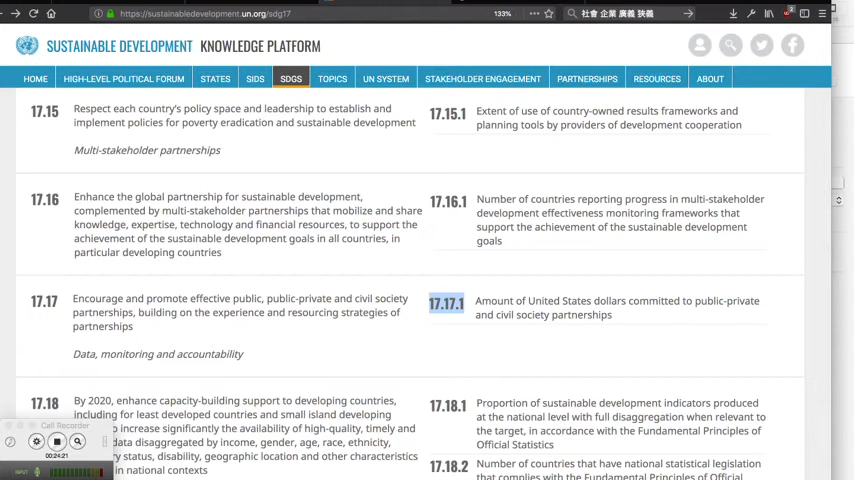 https://sustainabledevelopment.un.org/sdg17
133%
社會 企業 廣義 狹義
2
SUSTAINABLE DEVELOPMENT KNOWLEDGE PLATFORM
HOME HIGH-LEVEL POLITICAL FORUM STATES SIDS SDGS TOPICS UN SYSTEM STAKEHOLDER ENGAGEMENT PARTNERSHIPS RESOURCES ABOUT
17.15
Respect each country's policy space and leadership to establish and
implement policies for poverty eradication and sustainable development
Multi-stakeholder partnerships
17.15.1
Extent of use of country-owned results frameworks and
planning tools by providers of development cooperation
17.16
Enhance the global partnership for sustainable development,
complemented by multi-stakeholder partnerships that mobilize and share
knowledge, expertise, technology and financial resources, to support the
achievement of the sustainable development goals in all countries, in
particular developing countries
17.16.1
Number of countries reporting progress in multi-stakeholder
development effectiveness monitoring frameworks that
support the achievement of the sustainable development
goals
17.17
Encourage and promote effective public, public-private and civil society
partnerships, building on the experience and resourcing strategies of
partnerships
Data, monitoring and accountability
17.17.1
Amount of United States dollars committed to public-private
and civil society partnerships
17.18
By 2020, enhance capacity-building support to developing countries,
including for least developed countries and small island developing
to increase significantly the availability of high-quality, timely and
data disaggregated by income, gender, age, race, ethnicity,
ry status, disability, geographic location and other characteristics
in national contexts
17.18.1
Proportion of sustainable development indicators produced
at the national level with full disaggregation when relevant to
the target, in accordance with the Fundamental Principles of
Official Statistics
17.18.2
Number of countries that have national statistical legislation
that complies with the Fundamental Principles of Official
Call Recorder
00:24:21
INPUT